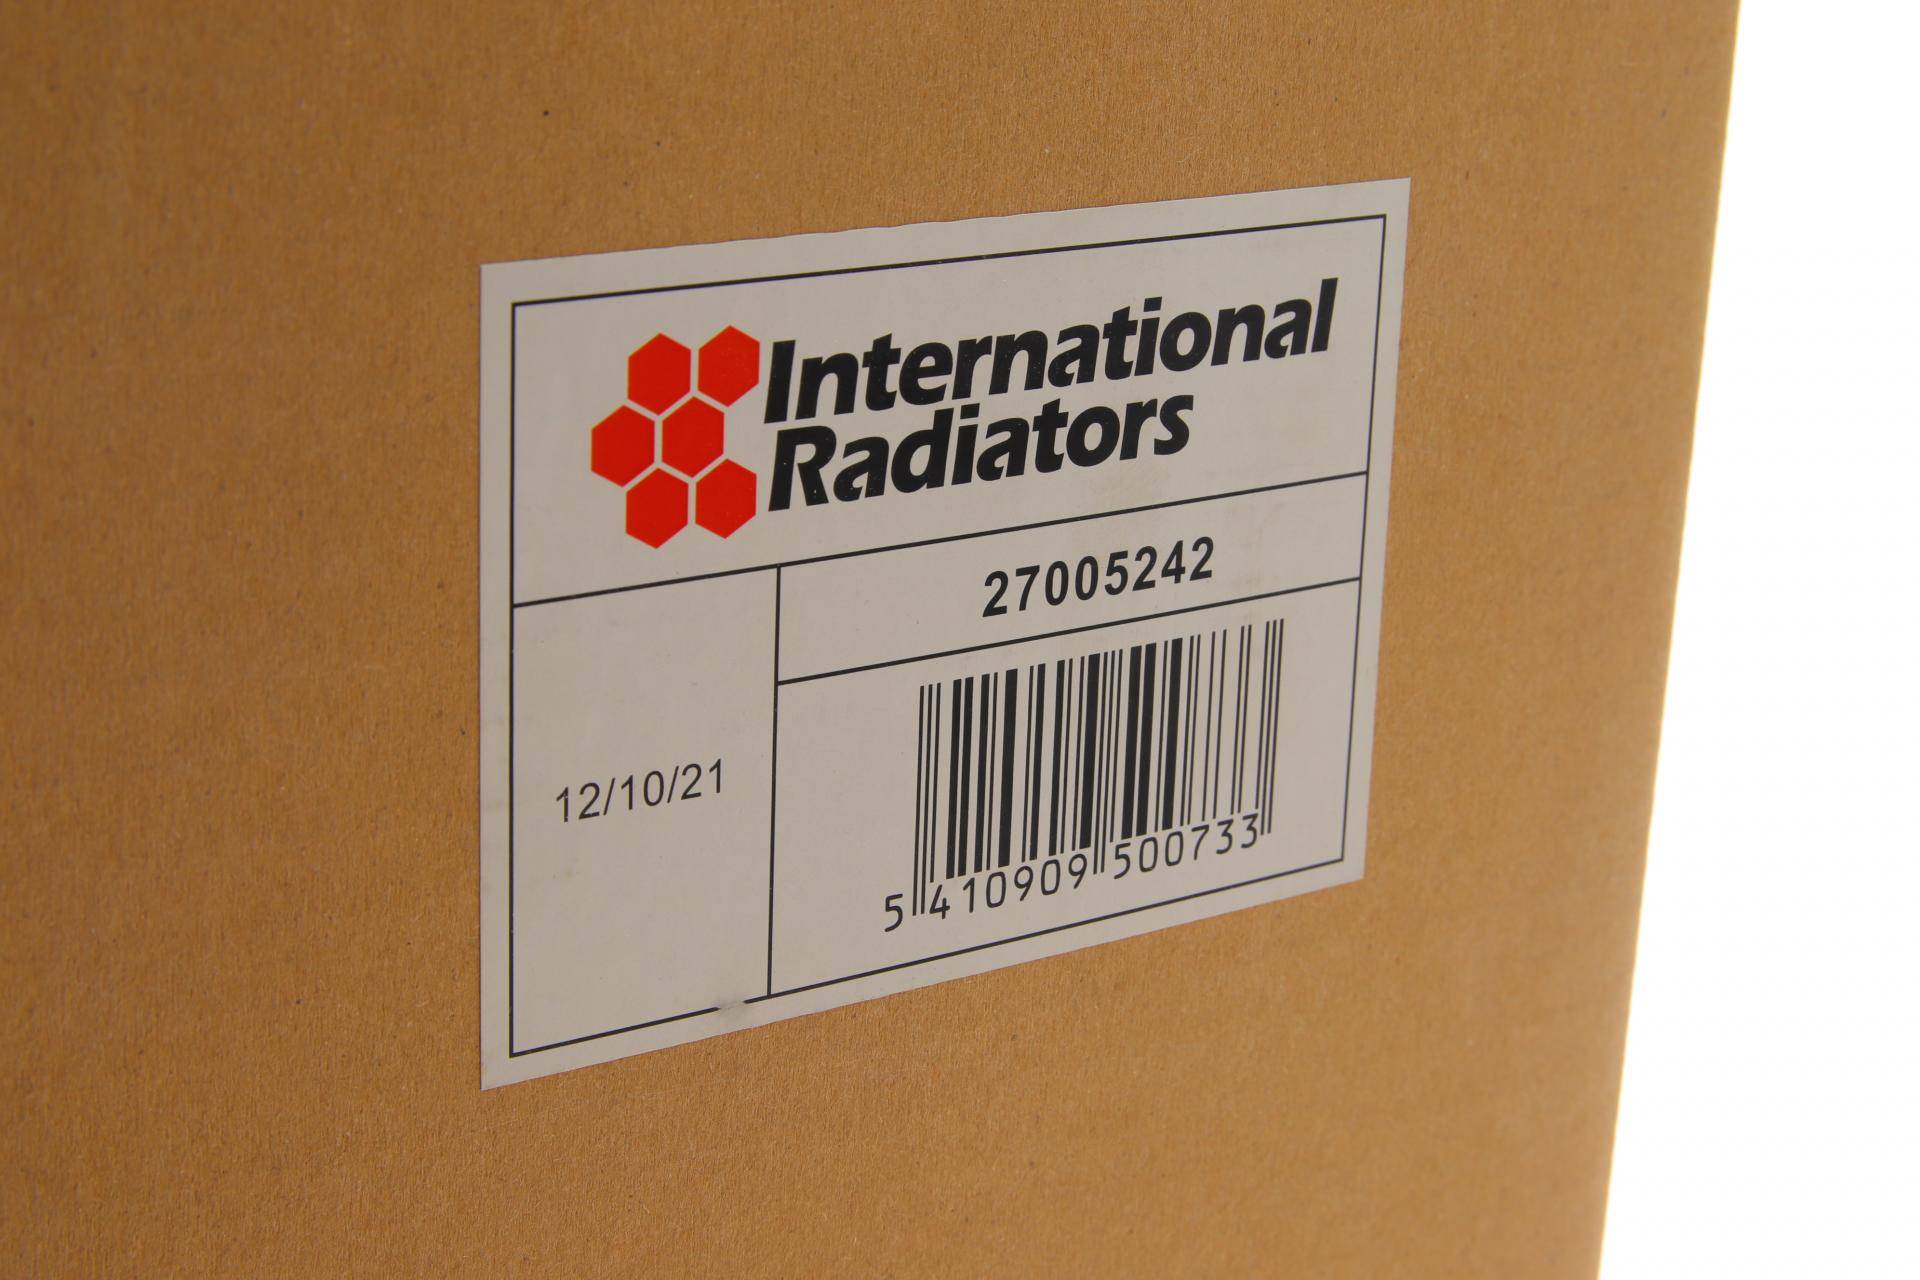 International
Radiators
27005242
12/10/21
5 410909 500733